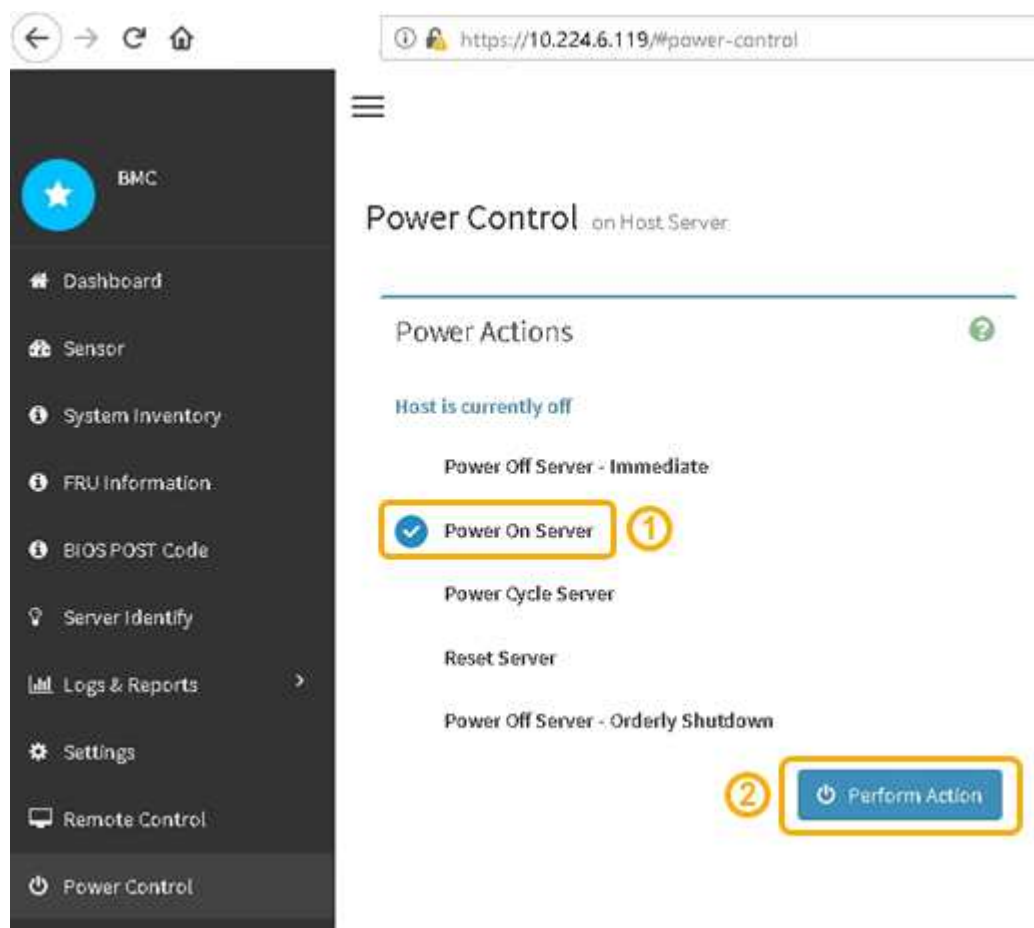 https://10.224.6.119/#power-control
BMC
Dashboard
Sensor
System Inventory
FRU Information
BIOS POST Code
Server Identify
Logs & Reports
Settings
Remote Control
Power Control
Power Control on Host Server
Power Actions
Host is currently off
Power Off Server - Immediate
Power On Server
1
Power Cycle Server
Reset Server
Power Off Server - Orderly Shutdown
2
Perform Action